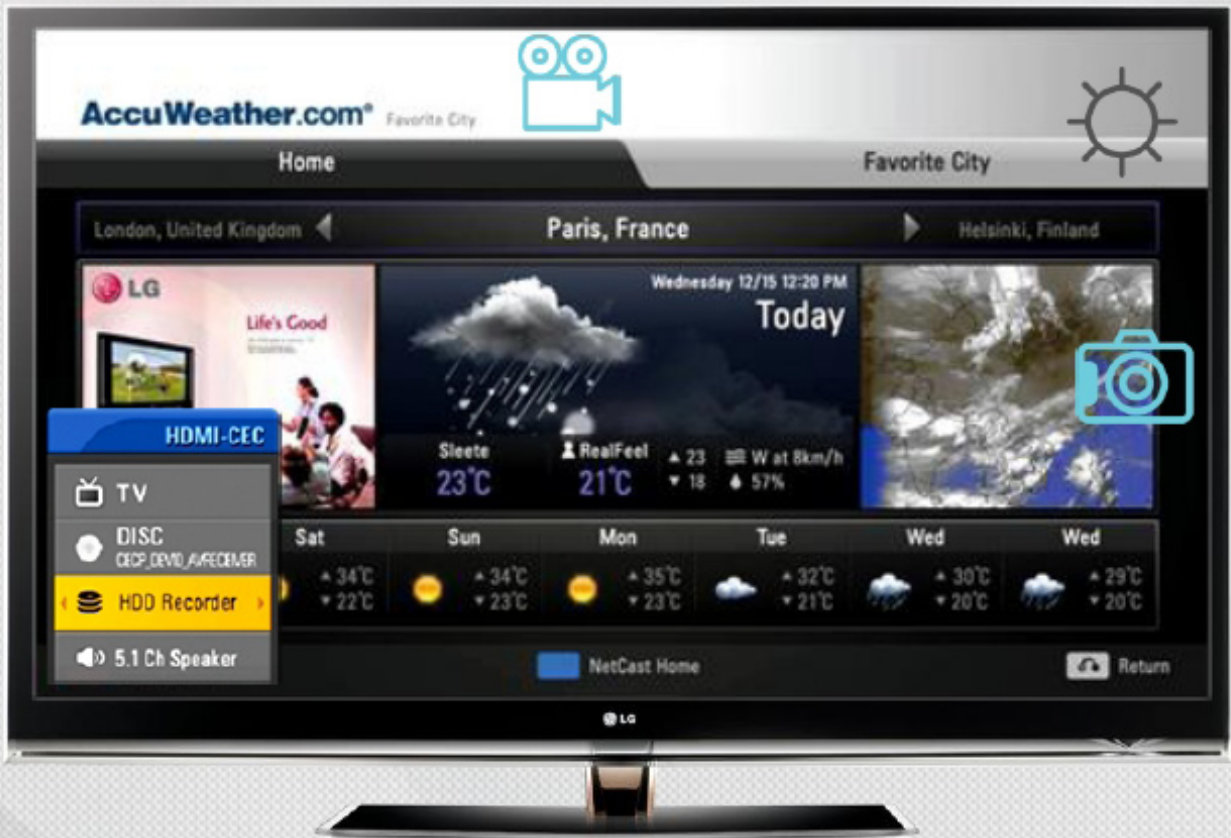 AccuWeather.com® Favorite City
Home
Favorite City
London, United Kingdom
Paris, France
Helsinki, Finland
LG
Life's Good
Wednesday 12/15 12:20 PM
Today
Sleete
23°C
RealFeel
21°C
▲ 23
▼ 18
W at 8km/h
57%
HDMI-CEC
TV
DISC
CECP_DEVID_AVRECEIVER
HDD Recorder
5.1 Ch Speaker
Sat
▲ 34°C
▼ 22°C
Sun
▲ 34°C
▼ 23°C
Mon
▲ 35°C
▼ 23°C
Tue
▲ 32°C
▼ 21°C
Wed
▲ 30°C
▼ 20°C
Wed
▲ 29°C
▼ 20°C
NetCast Home
Return
LG